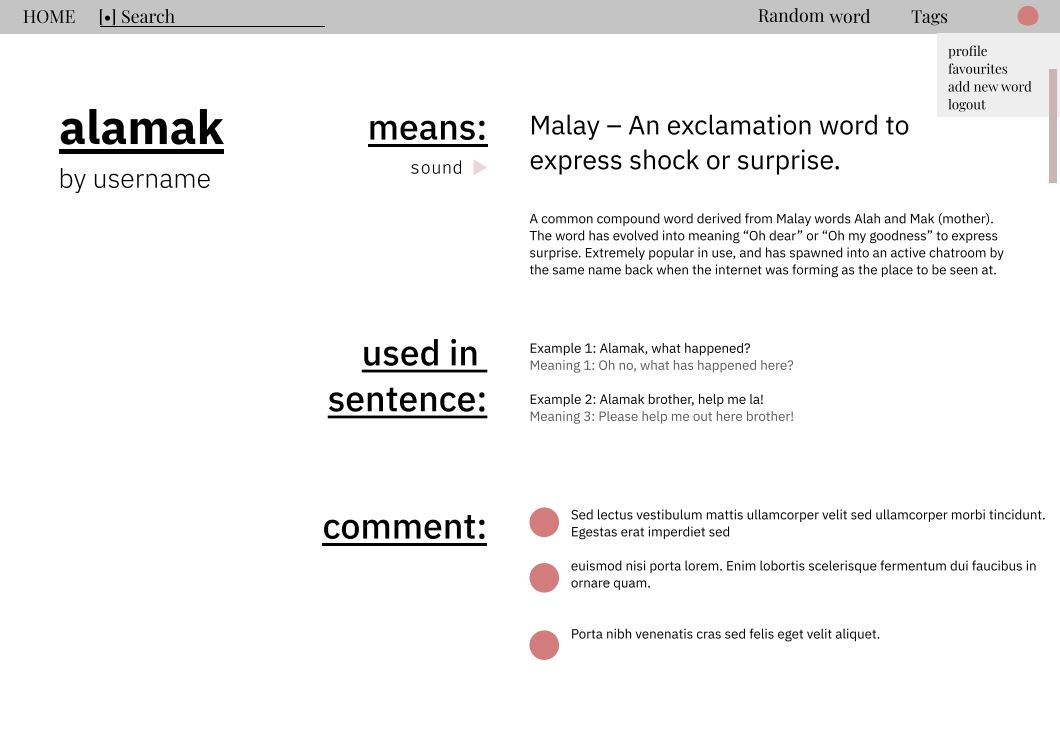 HOME [•] Search Random word Tags
profile
favourites
add new word
logout
alamak
by username
means:
sound
Malay – An exclamation word to
express shock or surprise.
A common compound word derived from Malay words Alah and Mak (mother).
The word has evolved into meaning “Oh dear” or “Oh my goodness” to express
surprise. Extremely popular in use, and has spawned into an active chatroom by
the same name back when the internet was forming as the place to be seen at.
used in
sentence:
Example 1: Alamak, what happened?
Meaning 1: Oh no, what has happened here?
Example 2: Alamak brother, help me la!
Meaning 3: Please help me out here brother!
comment:
Sed lectus vestibulum mattis ullamcorper velit sed ullamcorper morbi tincidunt.
Egestas erat imperdiet sed
euismod nisi porta lorem. Enim lobortis scelerisque fermentum dui faucibus in
ornare quam.
Porta nibh venenatis cras sed felis eget velit aliquet.